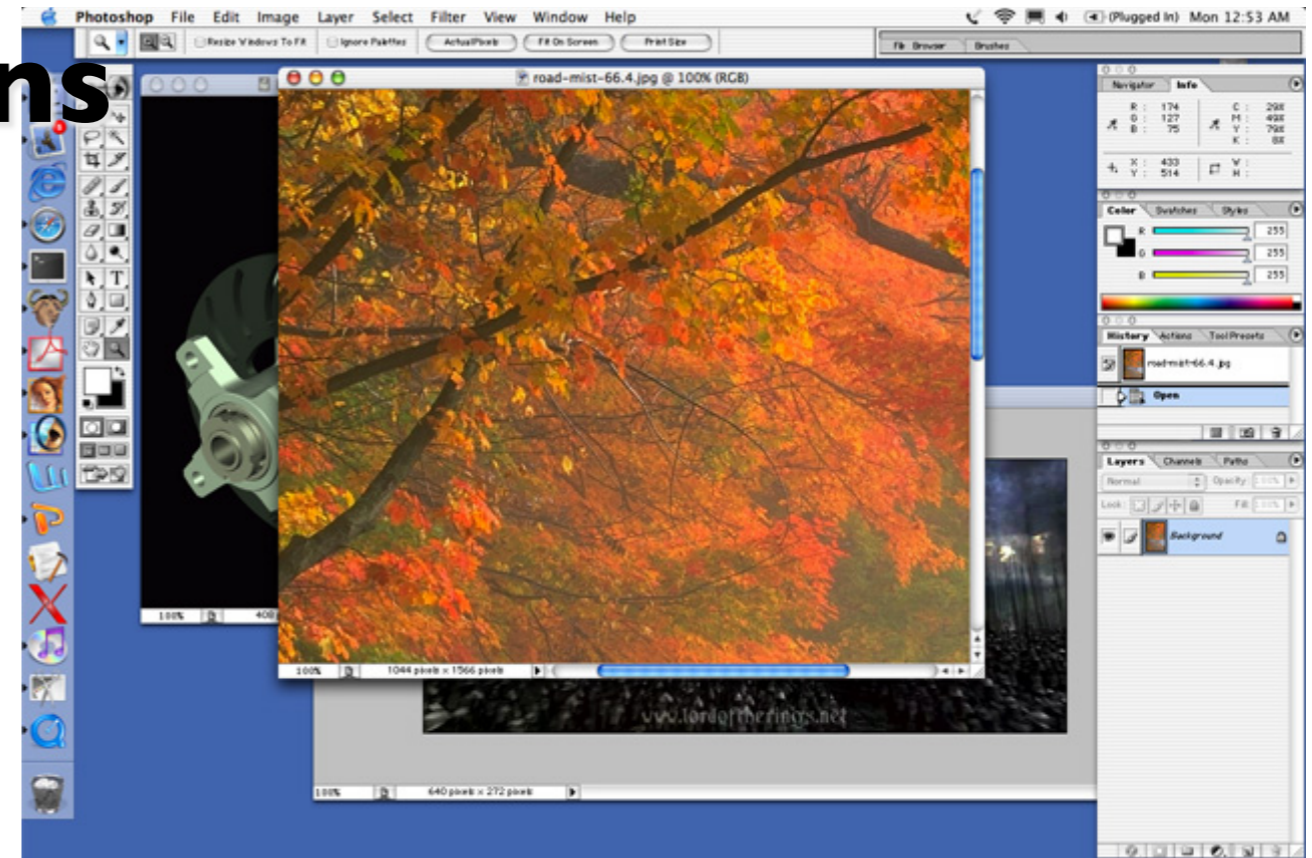 Photoshop File Edit Image Layer Select Filter View Window Help (Plugged In) Mon 12:53 AM
Resize Windows To Fit Ignore Palettes Actual Pixels Fit On Screen Print Size File Browser Brushes
ns
road-mist-66.4.jpg @ 100% (RGB)
Navigator Info
R : 174 C : 29%
G : 127 M : 49%
B : 75 Y : 79%
K : 8%
X : 433 W :
Y : 514 H :
Color Swatches Styles
R 255
G 255
B 255
History Actions Tool Presets
road-mist-66.4.jpg
Open
Layers Channels Paths
Normal Opacity: 100%
Lock: Fill: 100%
Background
100% 408
100% 1044 pixels x 1566 pixels
www.lordoftherings.net
100% 640 pixels x 272 pixels